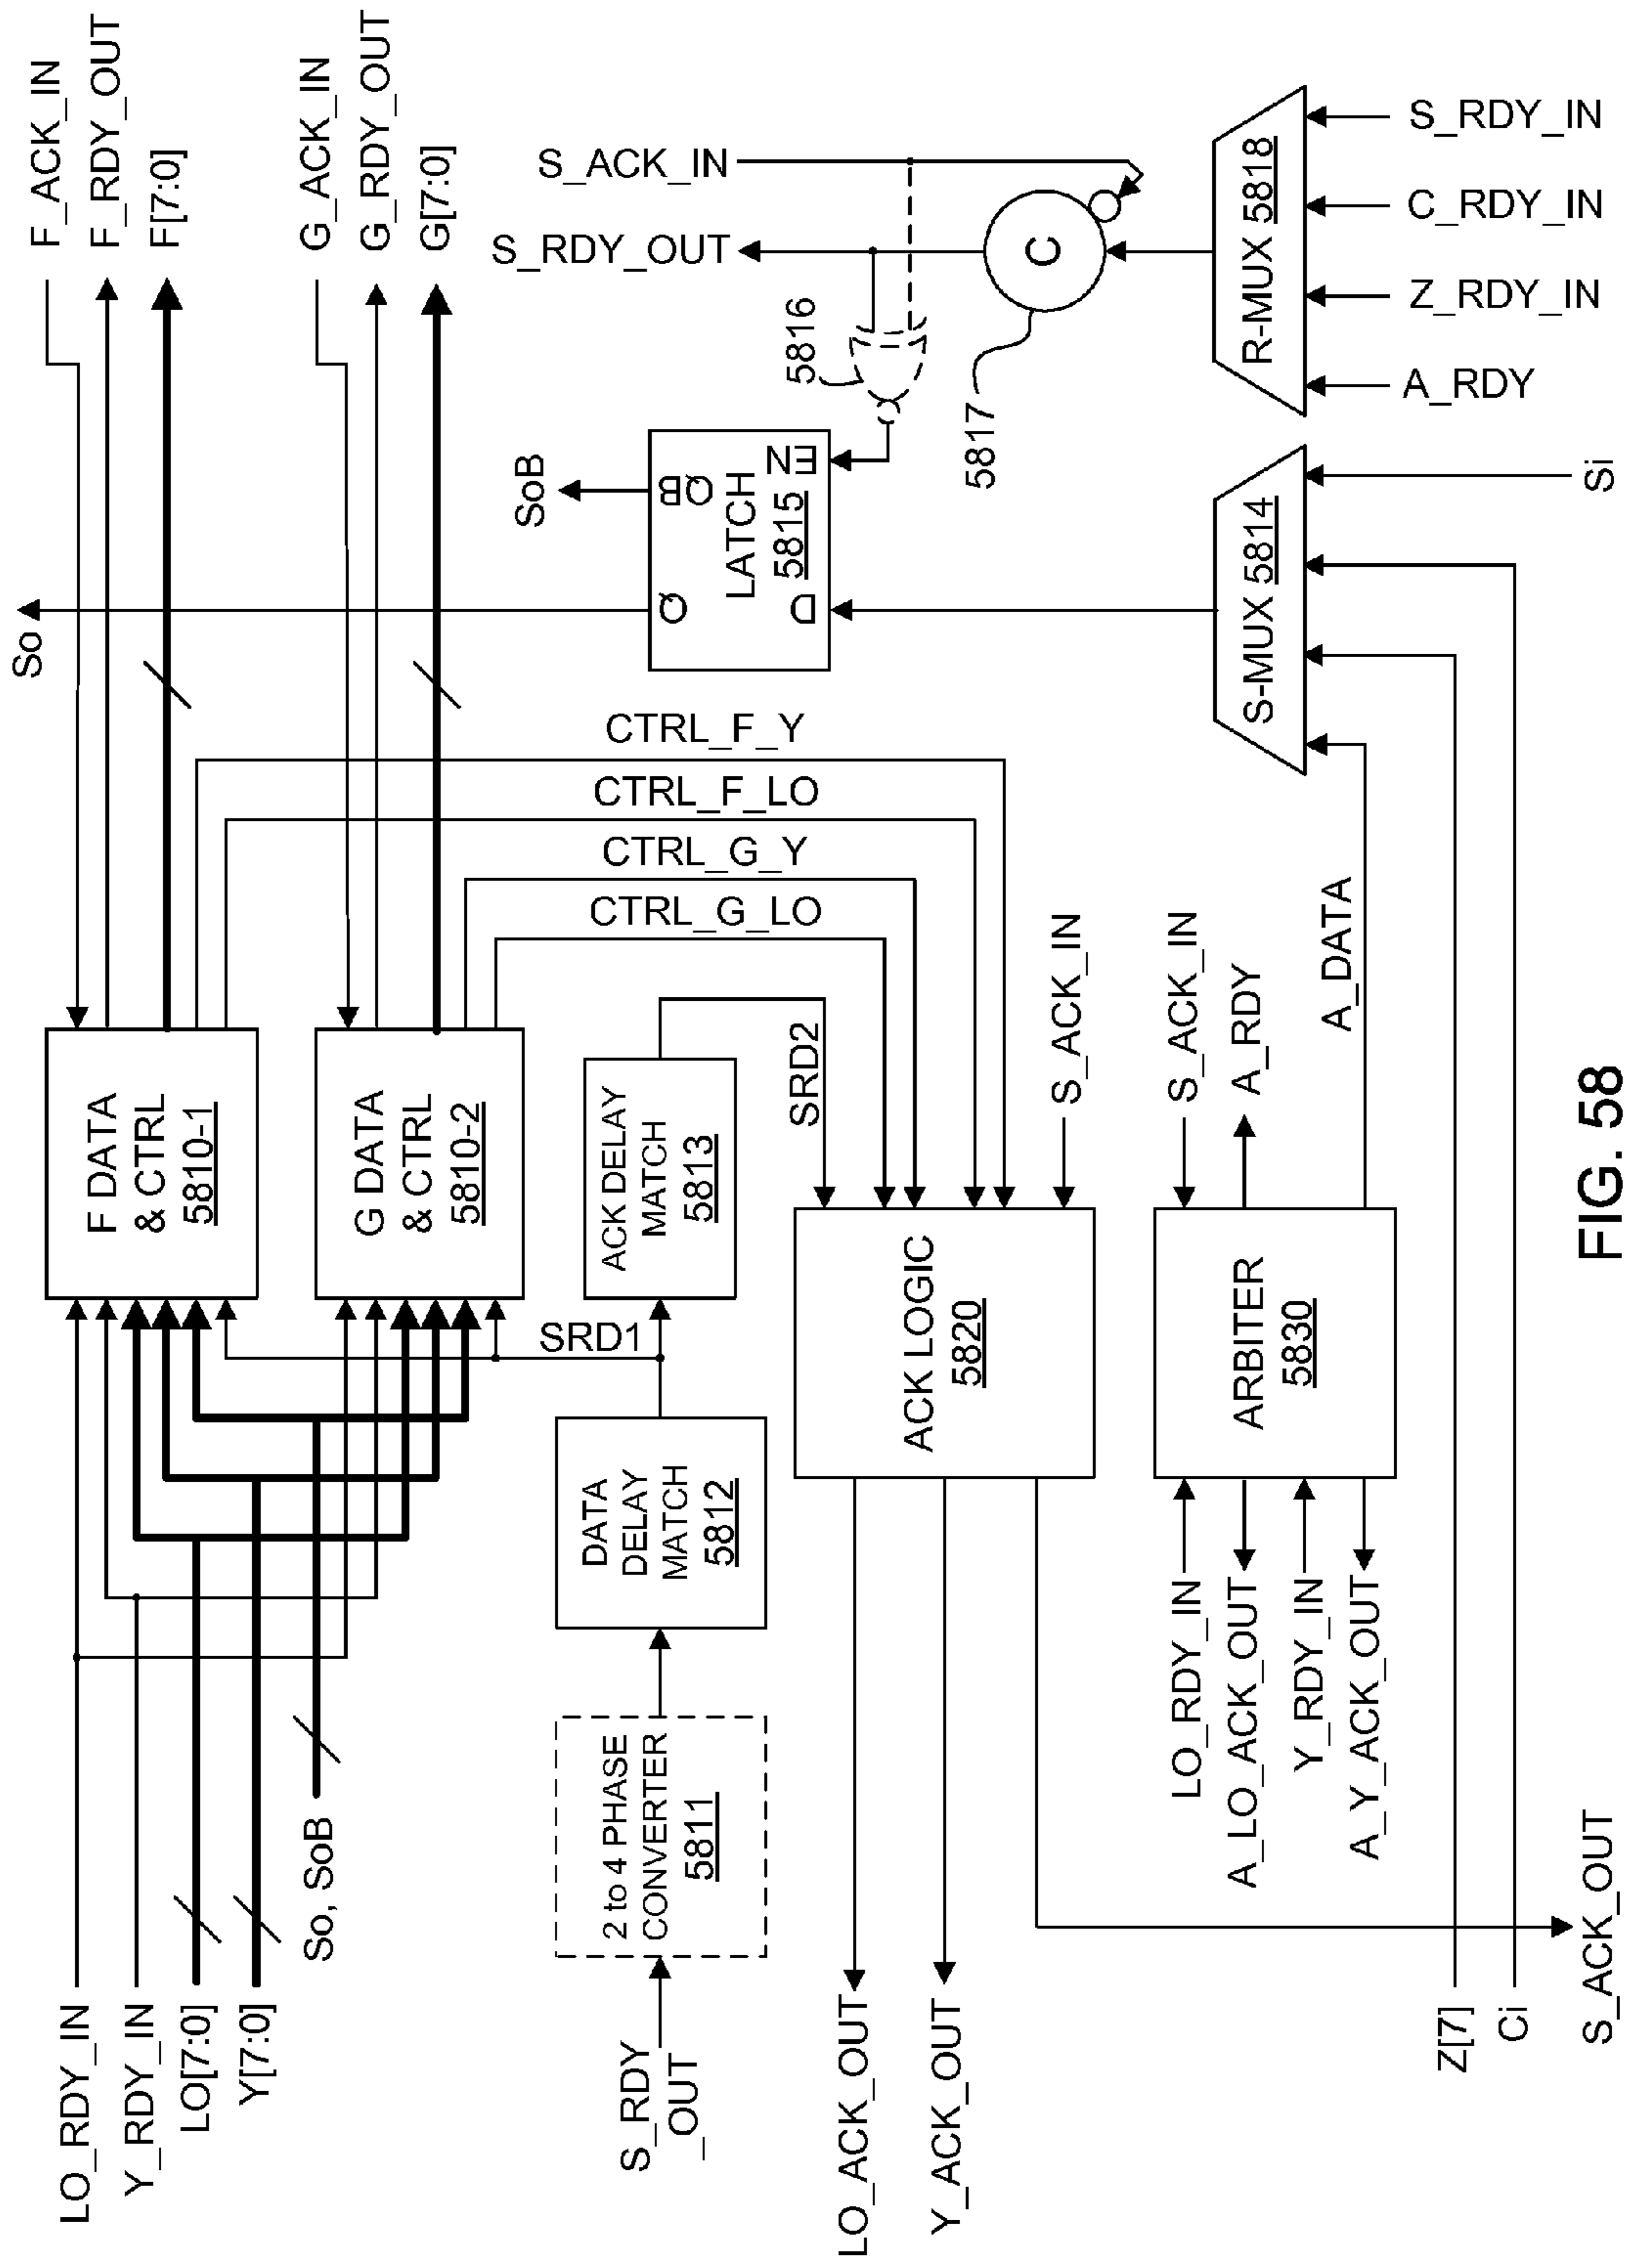 F_ACK_IN
F_RDY_OUT
F[7:0]
G_ACK_IN
G_RDY_OUT
G[7:0]
S_ACK_IN
S_RDY_OUT
C
5816
5817
R-MUX 5818
S_RDY_IN
C_RDY_IN
Z_RDY_IN
A_RDY
So
SoB
Q
QB
LATCH
5815
D
EN
S-MUX 5814
Si
F DATA
& CTRL
5810-1
G DATA
& CTRL
5810-2
CTRL_F_Y
CTRL_F_LO
CTRL_G_Y
CTRL_G_LO
ACK DELAY
MATCH
5813
SRD1
SRD2
S_ACK_IN
S_ACK_IN
A_RDY
A_DATA
ACK LOGIC
5820
ARBITER
5830
DATA
DELAY
MATCH
5812
2 to 4 PHASE
CONVERTER
5811
So, SoB
LO_RDY_IN
Y_RDY_IN
LO[7:0]
Y[7:0]
S_RDY
_OUT
LO_ACK_OUT
Y_ACK_OUT
LO_RDY_IN
A_LO_ACK_OUT
Y_RDY_IN
A_Y_ACK_OUT
Z[7]
Ci
S_ACK_OUT
FIG. 58